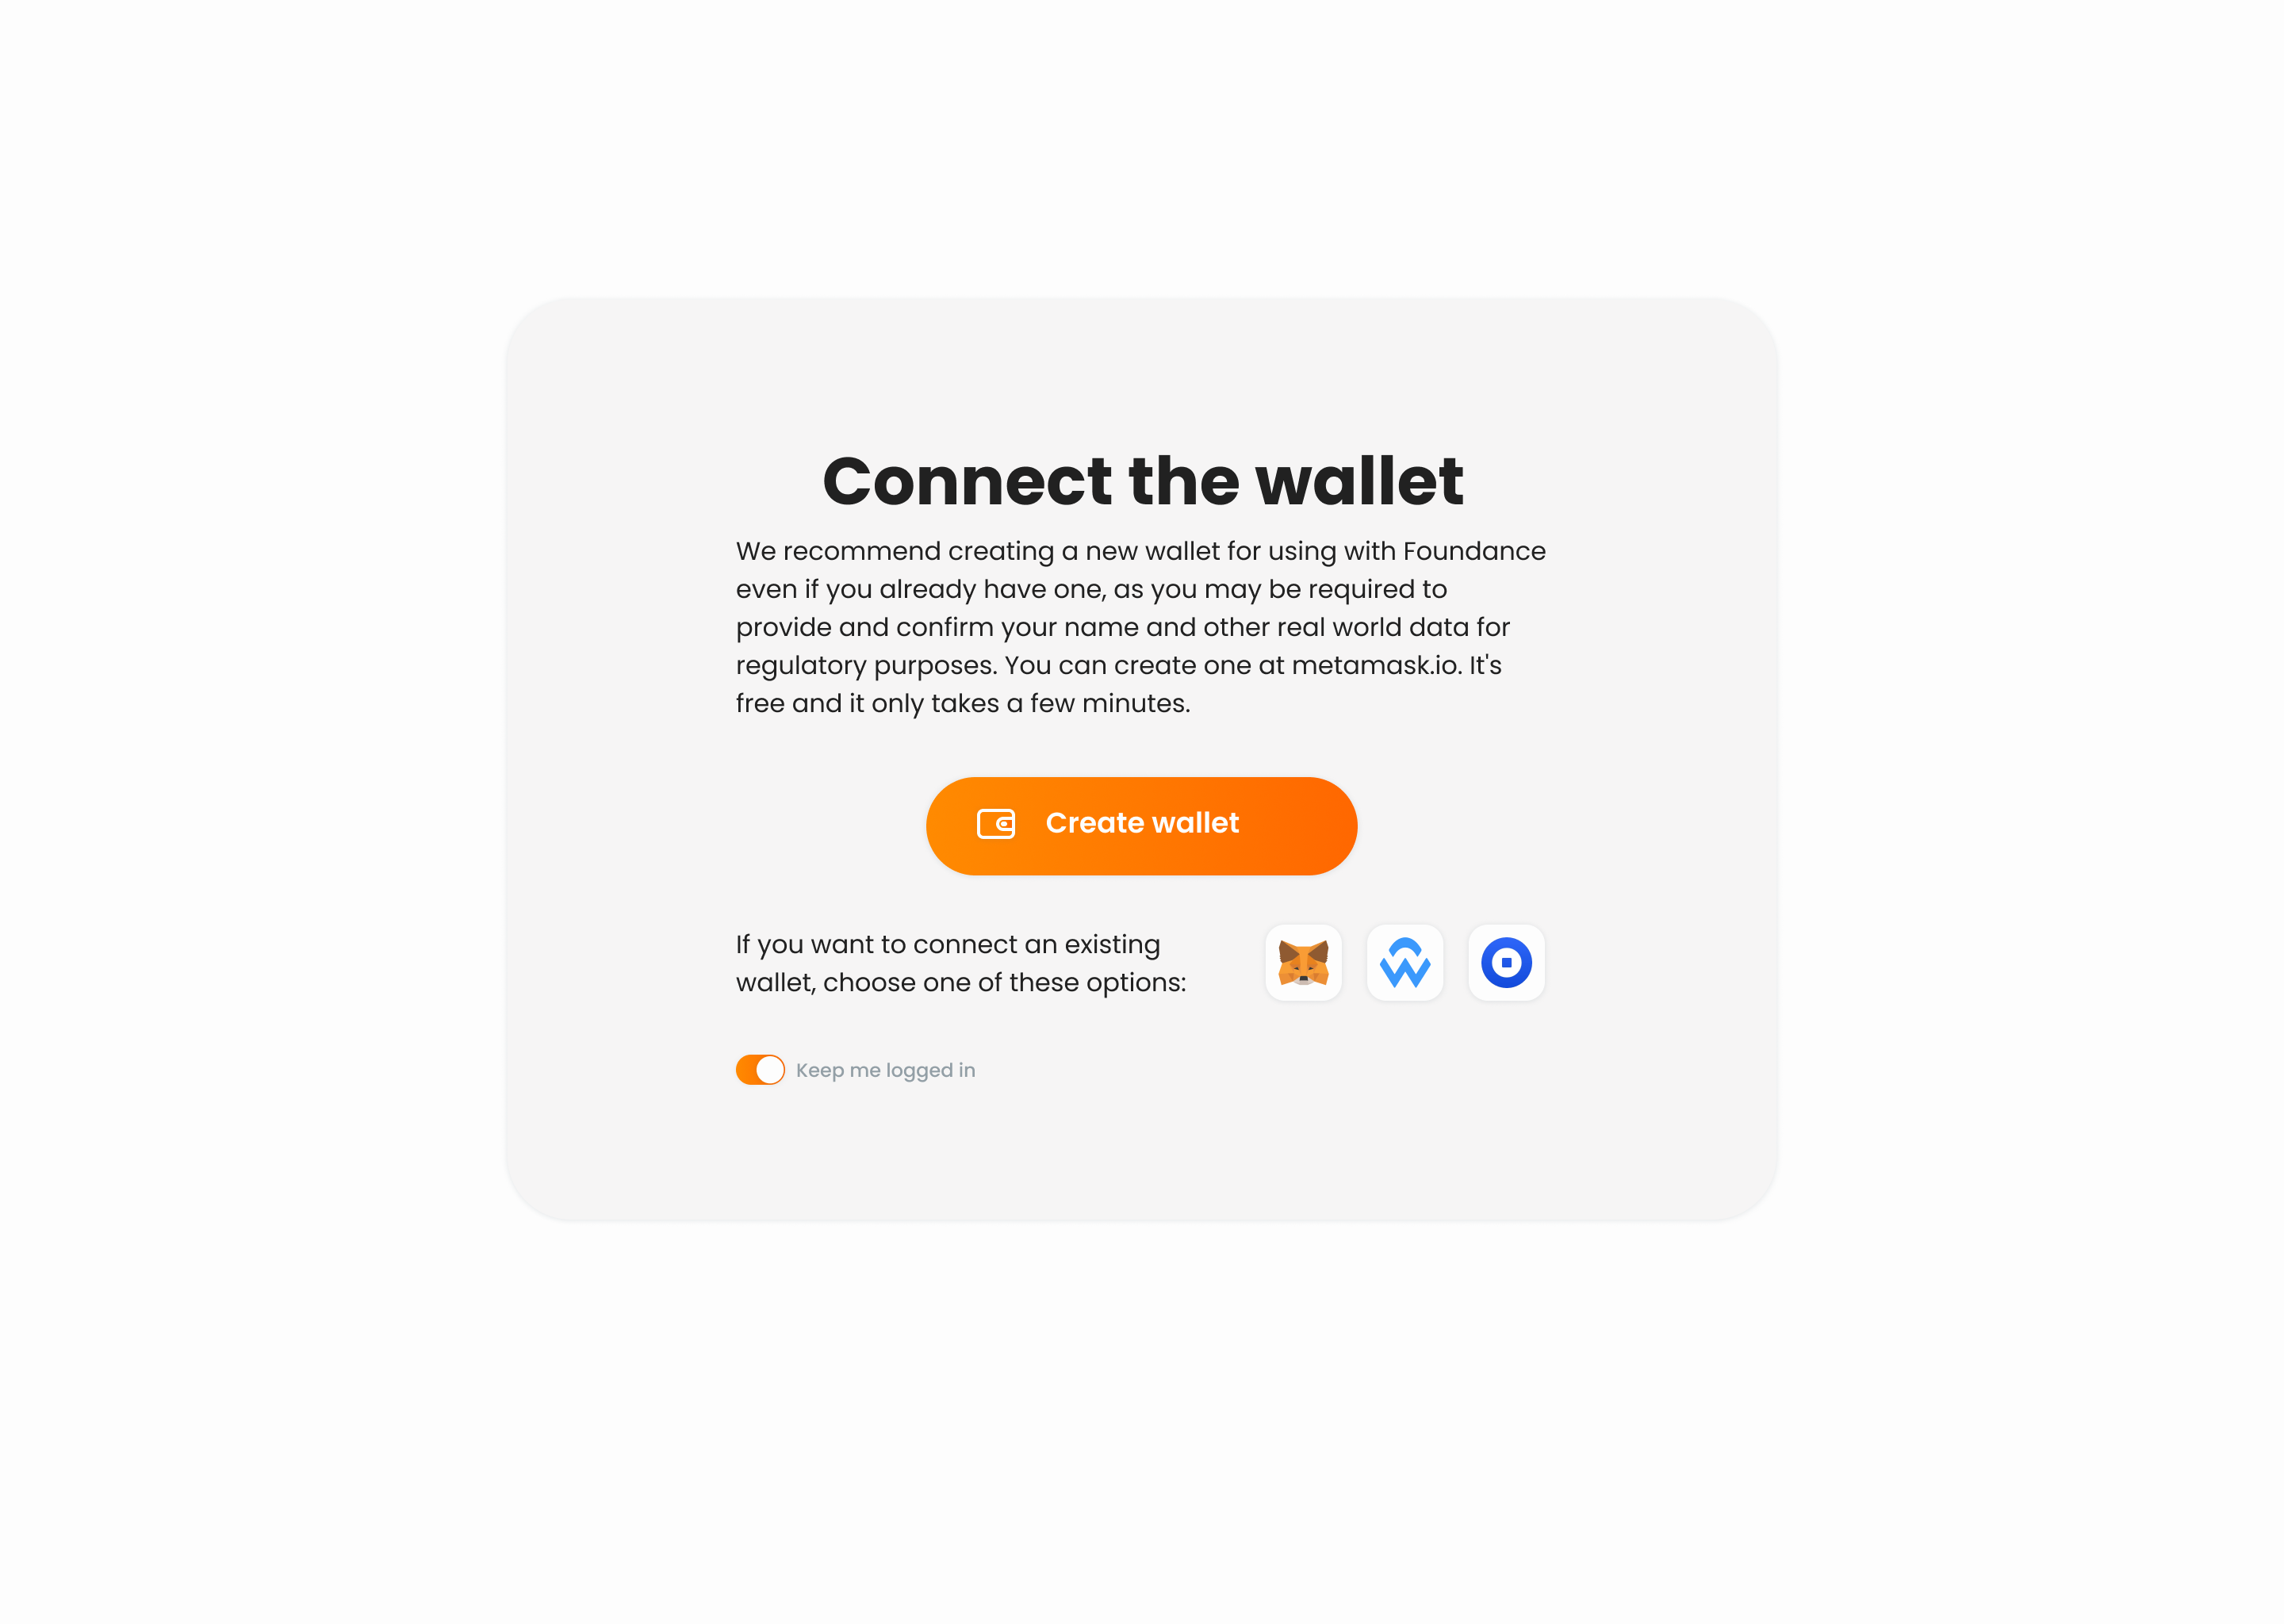 Connect the wallet
We recommend creating a new wallet for using with Foundance
even if you already have one, as you may be required to
provide and confirm your name and other real world data for
regulatory purposes. You can create one at metamask.io. It's
free and it only takes a few minutes.
Create wallet
If you want to connect an existing
wallet, choose one of these options:
Keep me logged in